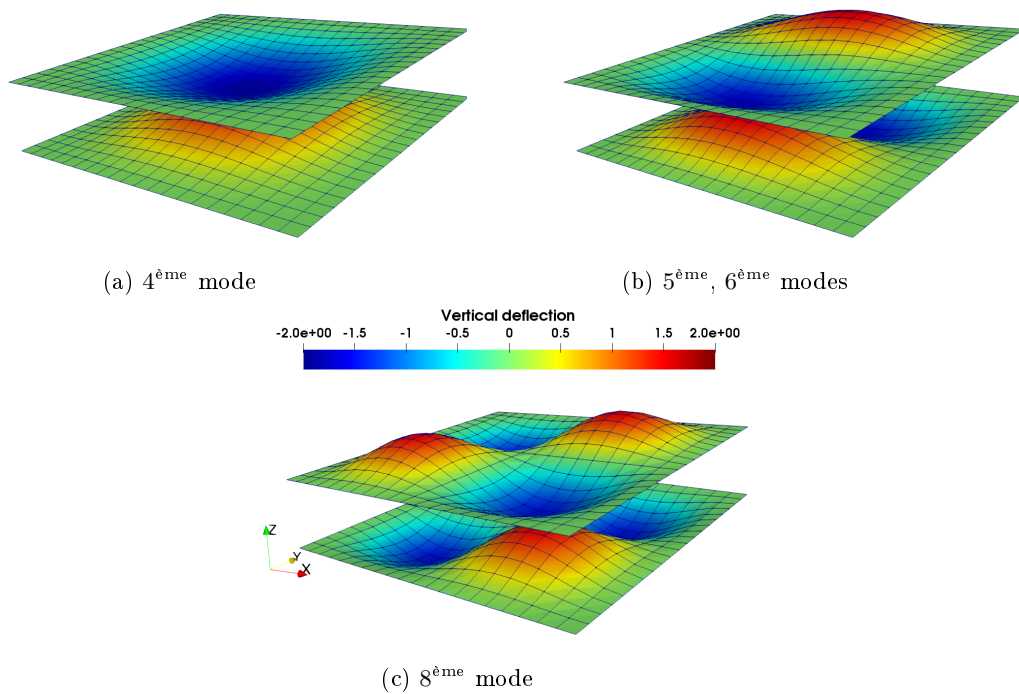 (a) 4ème mode
(b) 5ème, 6ème modes
Vertical deflection
-2.0e+00 -1.5 -1 -0.5 0 0.5 1 1.5 2.0e+00
Z
Y
X
(c) 8ème mode